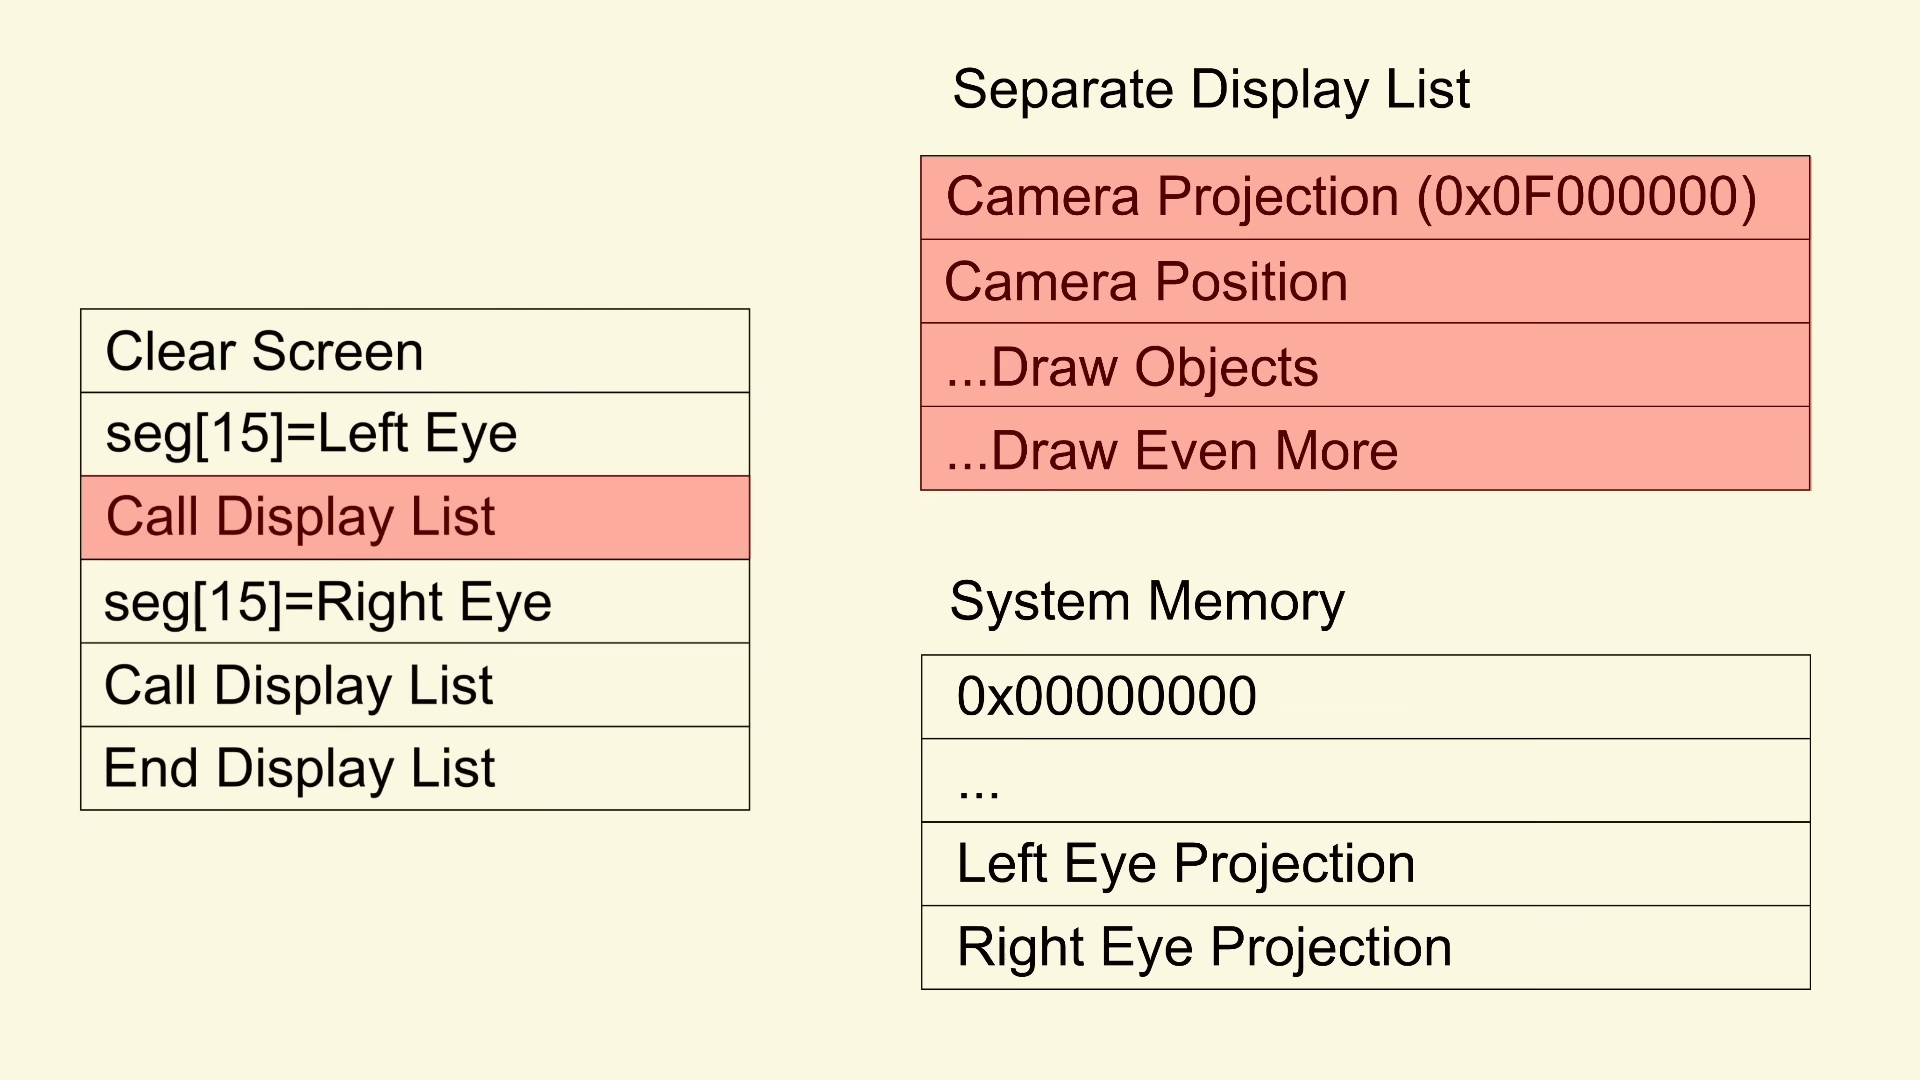 Clear Screen
seg[15]=Left Eye
Call Display List
seg[15]=Right Eye
Call Display List
End Display List
Separate Display List
Camera Projection (0x0F000000)
Camera Position
...Draw Objects
...Draw Even More
System Memory
0x00000000
...
Left Eye Projection
Right Eye Projection